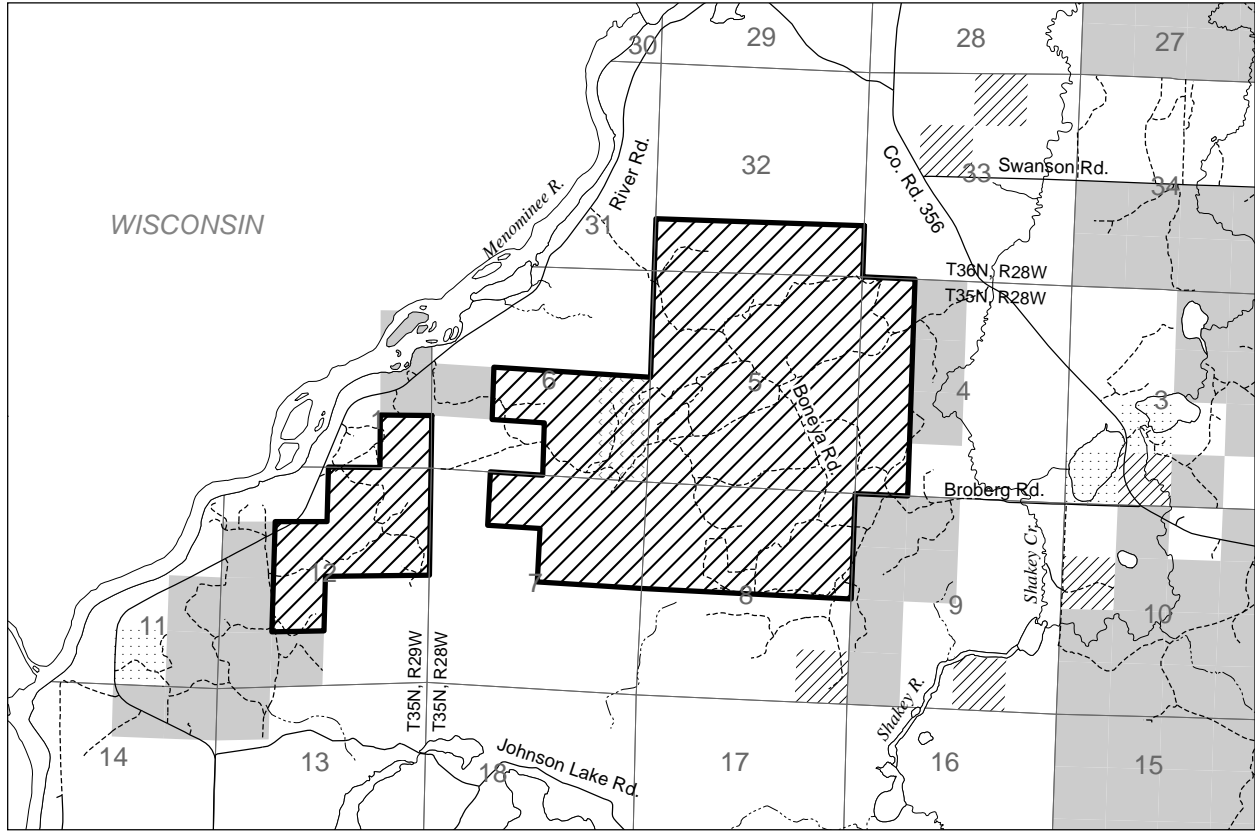 30
29
28
27
River Rd.
32
Co. Rd. 356
33
Swanson Rd.
34
Menominee R.
WISCONSIN
31
T36N, R28W
T35N, R28W
6
5
4
3
Boneya Rd.
1
Broberg Rd.
Shakey Cr.
12
7
8
9
10
11
T35N, R29W
T35N, R28W
Shakey R.
14
13
18
Johnson Lake Rd.
17
16
15